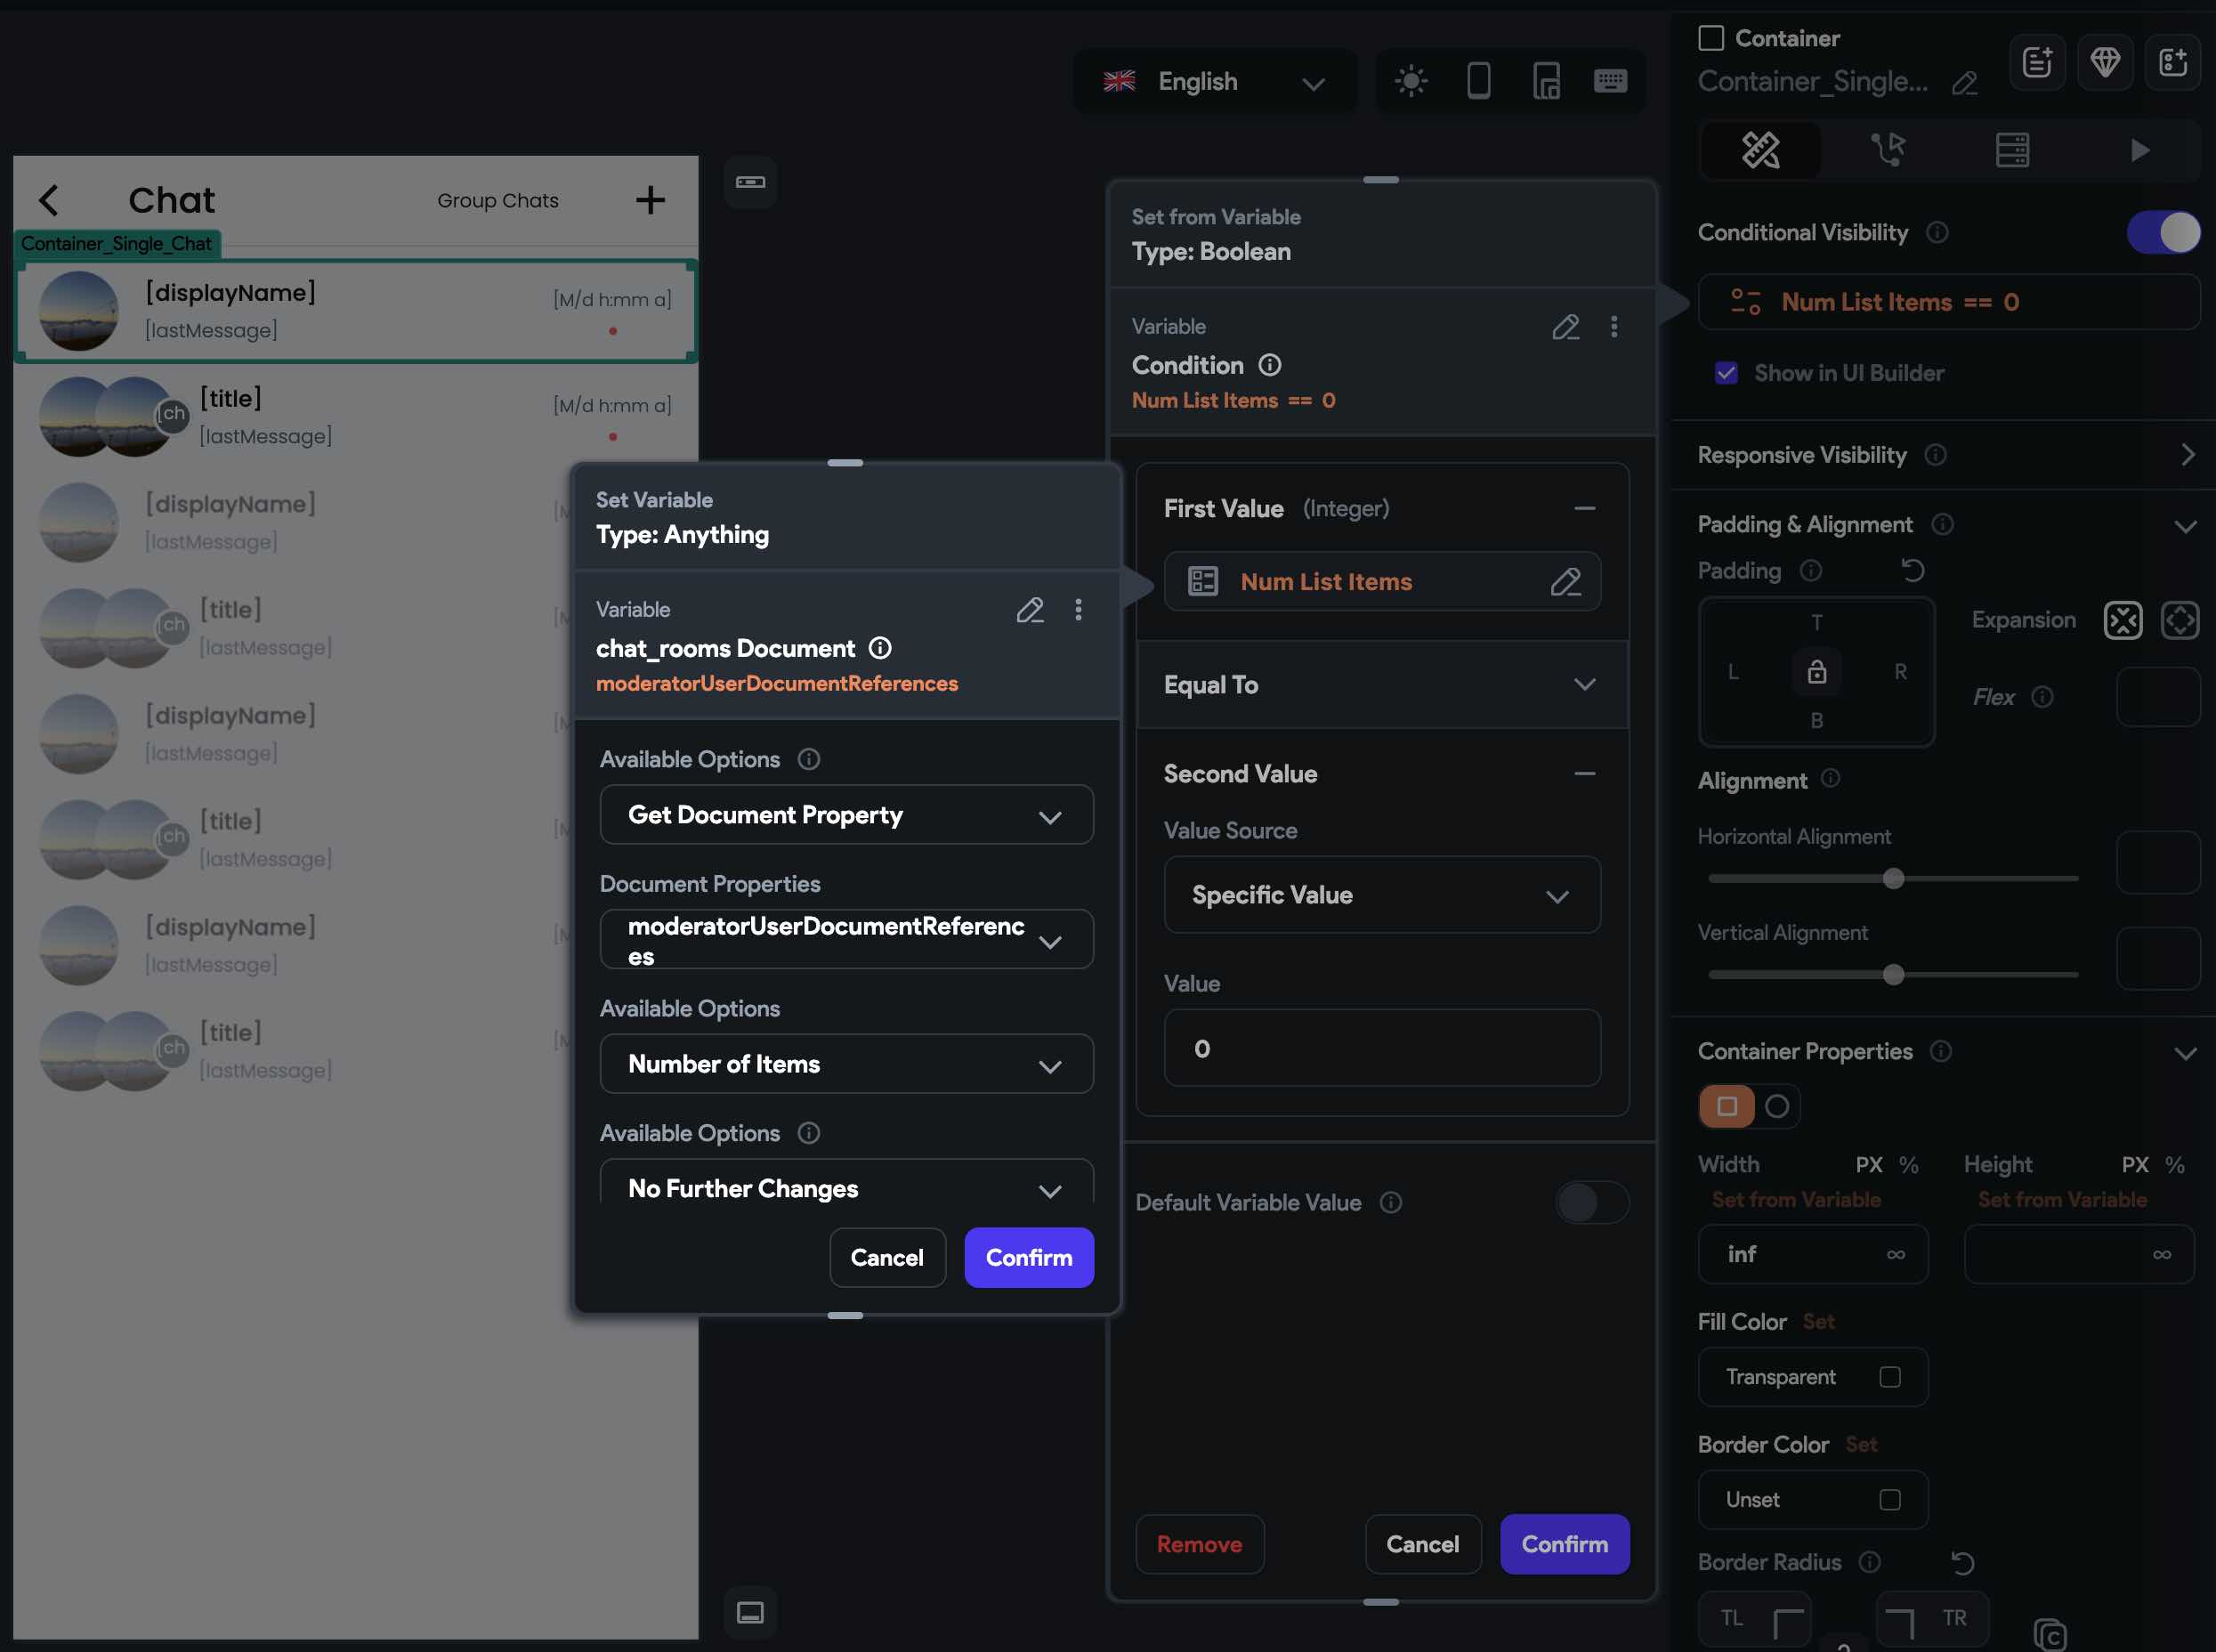 English
Container
Container_Single...
Chat
Group Chats
Container_Single_Chat
[displayName]
[M/d h:mm a]
[lastMessage]
[title]
[M/d h:mm a]
[ch
[lastMessage]
[displayName]
[M
[lastMessage]
[title]
[M
[ch
[lastMessage]
[displayName]
[M
[lastMessage]
[title]
[M
[ch
[lastMessage]
[displayName]
[M
[lastMessage]
[title]
[M
[ch
[lastMessage]
Set Variable
Type: Anything
Variable
chat_rooms Document
moderatorUserDocumentReferences
Available Options
Get Document Property
Document Properties
moderatorUserDocumentReferenc
es
Available Options
Number of Items
Available Options
No Further Changes
Cancel
Confirm
Set from Variable
Type: Boolean
Variable
Condition
Num List Items == 0
First Value (Integer)
Num List Items
Equal To
Second Value
Value Source
Specific Value
Value
0
Default Variable Value
Remove
Cancel
Confirm
Conditional Visibility
Num List Items == 0
Show in UI Builder
Responsive Visibility
Padding & Alignment
Padding
T
L
R
B
Expansion
Flex
Alignment
Horizontal Alignment
Vertical Alignment
Container Properties
Width PX %
Height PX %
Set from Variable
Set from Variable
inf ∞
∞
Fill Color Set
Transparent
Border Color Set
Unset
Border Radius
TL
TR